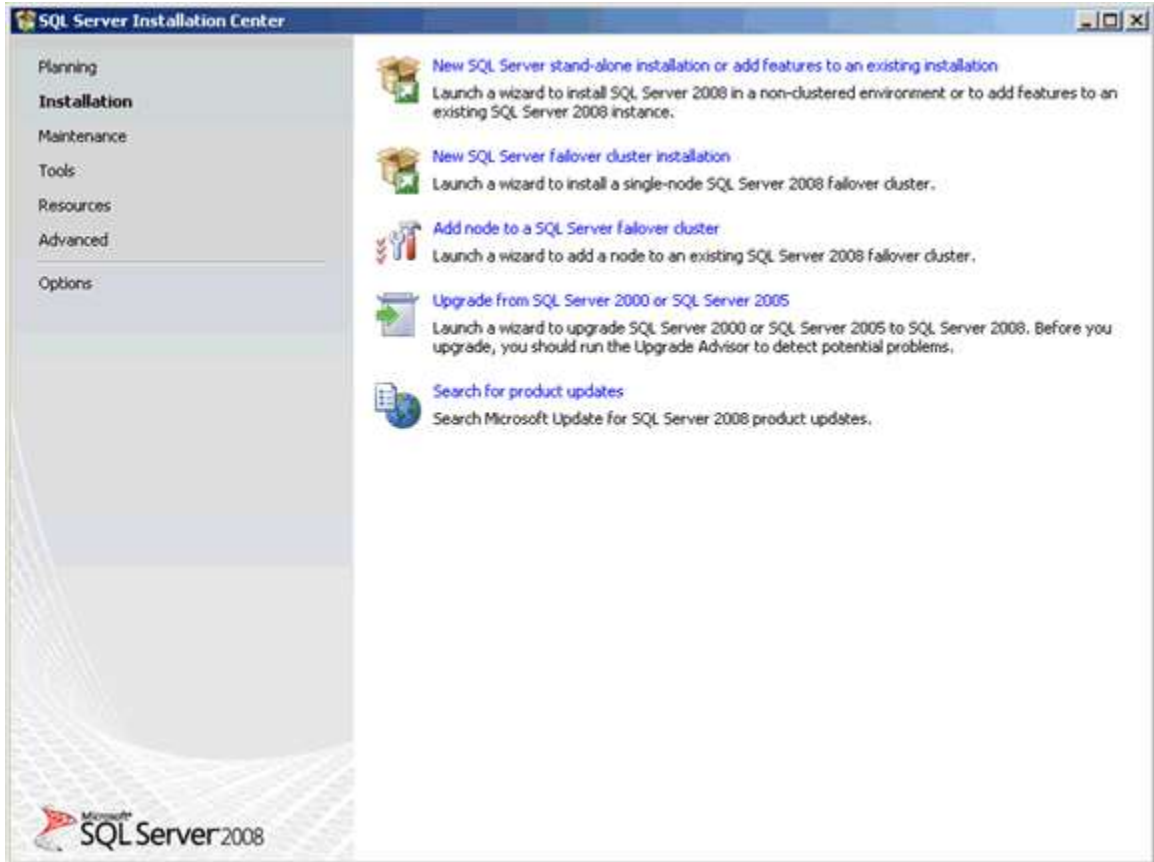 SQL Server Installation Center
Planning
Installation
Maintenance
Tools
Resources
Advanced
Options
New SQL Server stand-alone installation or add features to an existing installation
Launch a wizard to install SQL Server 2008 in a non-clustered environment or to add features to an
existing SQL Server 2008 instance.
New SQL Server failover cluster installation
Launch a wizard to install a single-node SQL Server 2008 failover cluster.
Add node to a SQL Server failover cluster
Launch a wizard to add a node to an existing SQL Server 2008 failover cluster.
Upgrade from SQL Server 2000 or SQL Server 2005
Launch a wizard to upgrade SQL Server 2000 or SQL Server 2005 to SQL Server 2008. Before you
upgrade, you should run the Upgrade Advisor to detect potential problems.
Search for product updates
Search Microsoft Update for SQL Server 2008 product updates.
Microsoft
SQL Server 2008